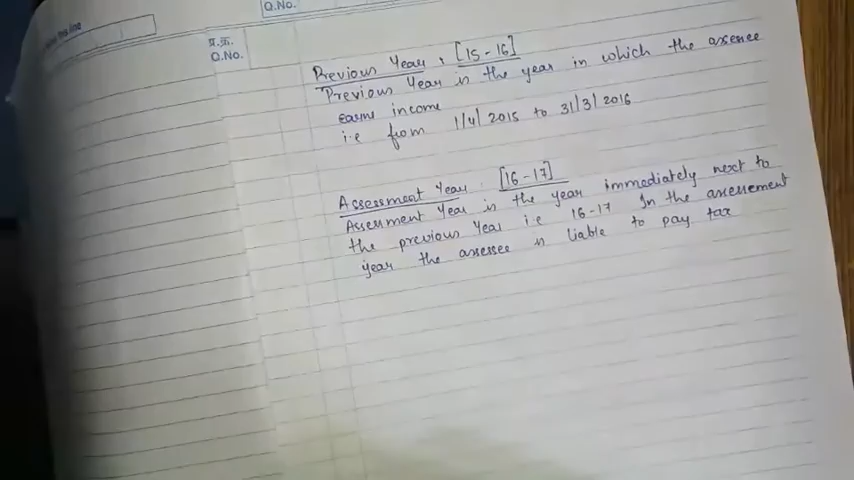 Q.No.
प्र.क्र.
Q.No.
Previous Year : [15-16]
Previous Year is the year in which the assesee
earns income
i.e from 1/4/2015 to 31/3/2016
Assessment Year : [16-17]
Assessment Year is the year immediately next to
the previous Year i.e 16-17 In the assessement
year the assesee is liable to pay tax